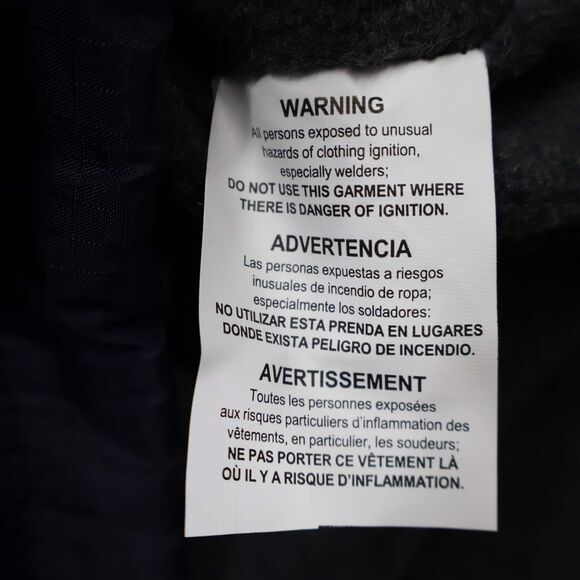 WARNING
All persons exposed to unusual
hazards of clothing ignition,
especially welders;
DO NOT USE THIS GARMENT WHERE
THERE IS DANGER OF IGNITION.
ADVERTENCIA
Las personas expuestas a riesgos
inusuales de incendio de ropa;
especialmente los soldadores:
NO UTILIZAR ESTA PRENDA EN LUGARES
DONDE EXISTA PELIGRO DE INCENDIO.
AVERTISSEMENT
Toutes les personnes exposées
aux risques particuliers d'inflammation des
vêtements, en particulier, les soudeurs;
NE PAS PORTER CE VÊTEMENT LÀ
OÙ IL Y A RISQUE D'INFLAMMATION.